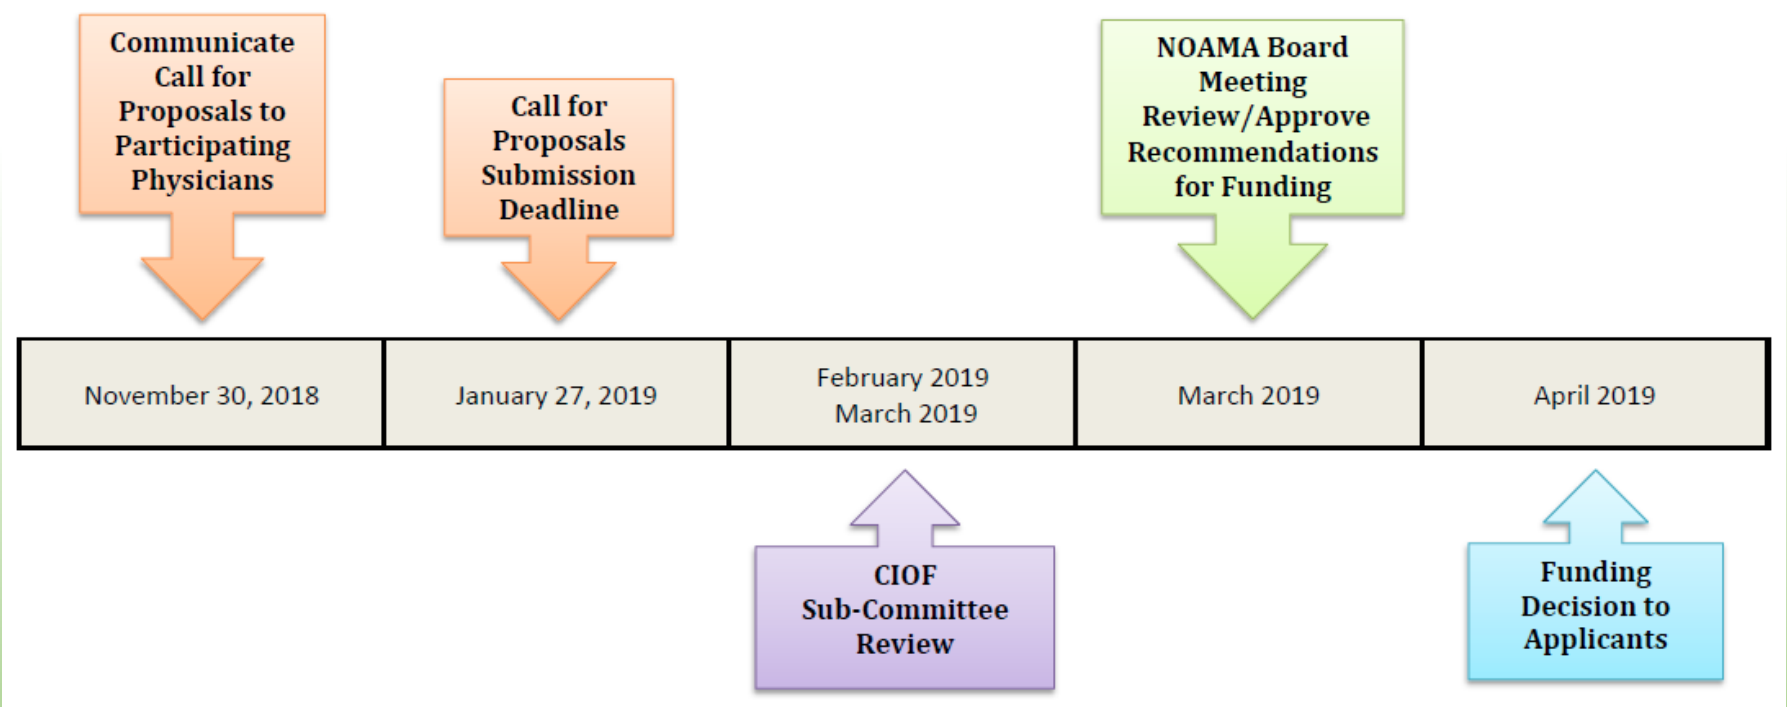 Communicate
Call for
Proposals to
Participating
Physicians
Call for
Proposals
Submission
Deadline
NOAMA Board
Meeting
Review/Approve
Recommendations
for Funding
November 30, 2018
January 27, 2019
February 2019
March 2019
March 2019
April 2019
CIOF
Sub-Committee
Review
Funding
Decision to
Applicants